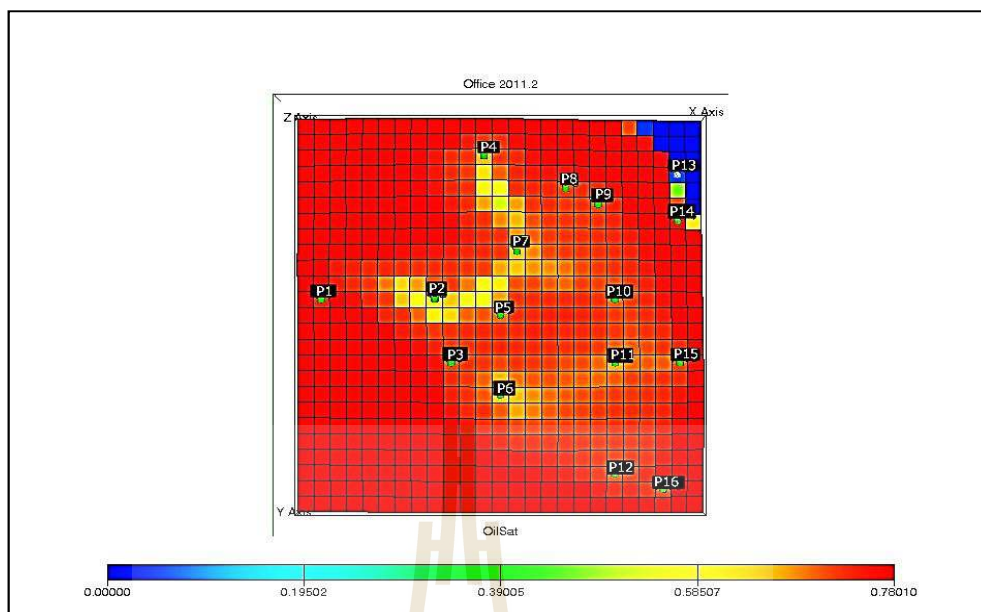 Office 2011.2
Z Axis
X Axis
P4
P13
P8
P9
P14
P7
P1
P2
P10
P5
P3
P11
P15
P6
P12
P16
Y Axis
OilSat
0.00000
0.19502
0.39005
0.58507
0.78010